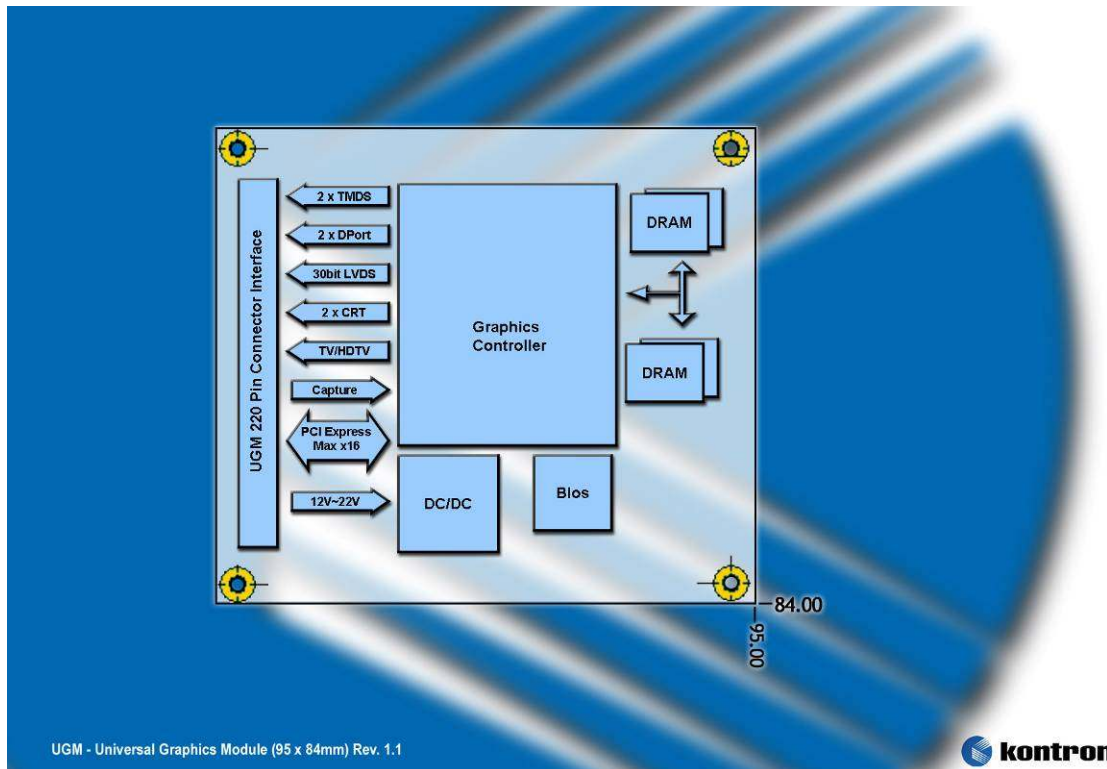 UGM 220 Pin Connector Interface
2 x TMDS
2 x DPort
30bit LVDS
2 x CRT
TV/HDTV
Capture
PCI Express
Max x16
12V~22V
Graphics
Controller
DRAM
DRAM
DC/DC
Bios
84.00
95.00
UGM - Universal Graphics Module (95 x 84mm) Rev. 1.1
kontron